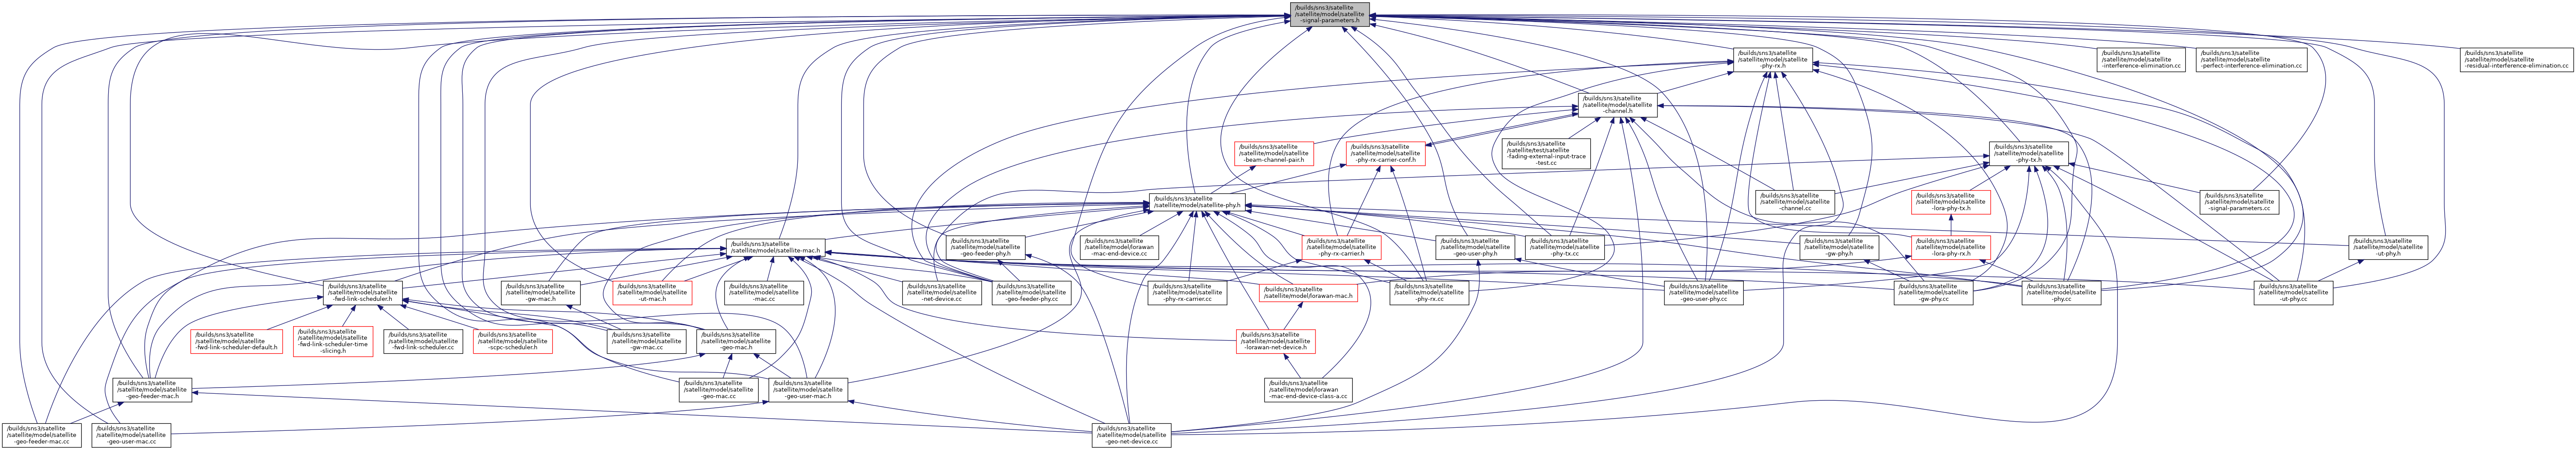 /builds/sns3/satellite
/satellite/model/satellite
-signal-parameters.h
/builds/sns3/satellite
/satellite/model/satellite
-phy-rx.h
/builds/sns3/satellite
/satellite/model/satellite
-interference-elimination.cc
/builds/sns3/satellite
/satellite/model/satellite
-perfect-interference-elimination.cc
/builds/sns3/satellite
/satellite/model/satellite
-residual-interference-elimination.cc
/builds/sns3/satellite
/satellite/model/satellite
-channel.h
/builds/sns3/satellite
/satellite/model/satellite
-beam-channel-pair.h
/builds/sns3/satellite
/satellite/model/satellite
-phy-rx-carrier-conf.h
/builds/sns3/satellite
/satellite/test/satellite
-fading-external-input-trace
-test.cc
/builds/sns3/satellite
/satellite/model/satellite
-phy-tx.h
/builds/sns3/satellite
/satellite/model/satellite-phy.h
/builds/sns3/satellite
/satellite/model/satellite
-channel.cc
/builds/sns3/satellite
/satellite/model/satellite
-lora-phy-tx.h
/builds/sns3/satellite
/satellite/model/satellite
-signal-parameters.cc
/builds/sns3/satellite
/satellite/model/satellite-mac.h
/builds/sns3/satellite
/satellite/model/satellite
-geo-feeder-phy.h
/builds/sns3/satellite
/satellite/model/lorawan
-mac-end-device.cc
/builds/sns3/satellite
/satellite/model/satellite
-phy-rx-carrier.h
/builds/sns3/satellite
/satellite/model/satellite
-geo-user-phy.h
/builds/sns3/satellite
/satellite/model/satellite
-phy-tx.cc
/builds/sns3/satellite
/satellite/model/satellite
-gw-phy.h
/builds/sns3/satellite
/satellite/model/satellite
-lora-phy-rx.h
/builds/sns3/satellite
/satellite/model/satellite
-ut-phy.h
/builds/sns3/satellite
/satellite/model/satellite
-fwd-link-scheduler.h
/builds/sns3/satellite
/satellite/model/satellite
-gw-mac.h
/builds/sns3/satellite
/satellite/model/satellite
-ut-mac.h
/builds/sns3/satellite
/satellite/model/satellite
-mac.cc
/builds/sns3/satellite
/satellite/model/satellite
-net-device.cc
/builds/sns3/satellite
/satellite/model/satellite
-geo-feeder-phy.cc
/builds/sns3/satellite
/satellite/model/satellite
-phy-rx-carrier.cc
/builds/sns3/satellite
/satellite/model/lorawan-mac.h
/builds/sns3/satellite
/satellite/model/satellite
-phy-rx.cc
/builds/sns3/satellite
/satellite/model/satellite
-geo-user-phy.cc
/builds/sns3/satellite
/satellite/model/satellite
-gw-phy.cc
/builds/sns3/satellite
/satellite/model/satellite
-phy.cc
/builds/sns3/satellite
/satellite/model/satellite
-ut-phy.cc
/builds/sns3/satellite
/satellite/model/satellite
-fwd-link-scheduler-default.h
/builds/sns3/satellite
/satellite/model/satellite
-fwd-link-scheduler-time
-slicing.h
/builds/sns3/satellite
/satellite/model/satellite
-fwd-link-scheduler.cc
/builds/sns3/satellite
/satellite/model/satellite
-scpc-scheduler.h
/builds/sns3/satellite
/satellite/model/satellite
-gw-mac.cc
/builds/sns3/satellite
/satellite/model/satellite
-geo-mac.h
/builds/sns3/satellite
/satellite/model/satellite
-lorawan-net-device.h
/builds/sns3/satellite
/satellite/model/satellite
-geo-feeder-mac.h
/builds/sns3/satellite
/satellite/model/satellite
-geo-mac.cc
/builds/sns3/satellite
/satellite/model/satellite
-geo-user-mac.h
/builds/sns3/satellite
/satellite/model/lorawan
-mac-end-device-class-a.cc
/builds/sns3/satellite
/satellite/model/satellite
-geo-feeder-mac.cc
/builds/sns3/satellite
/satellite/model/satellite
-geo-user-mac.cc
/builds/sns3/satellite
/satellite/model/satellite
-geo-net-device.cc